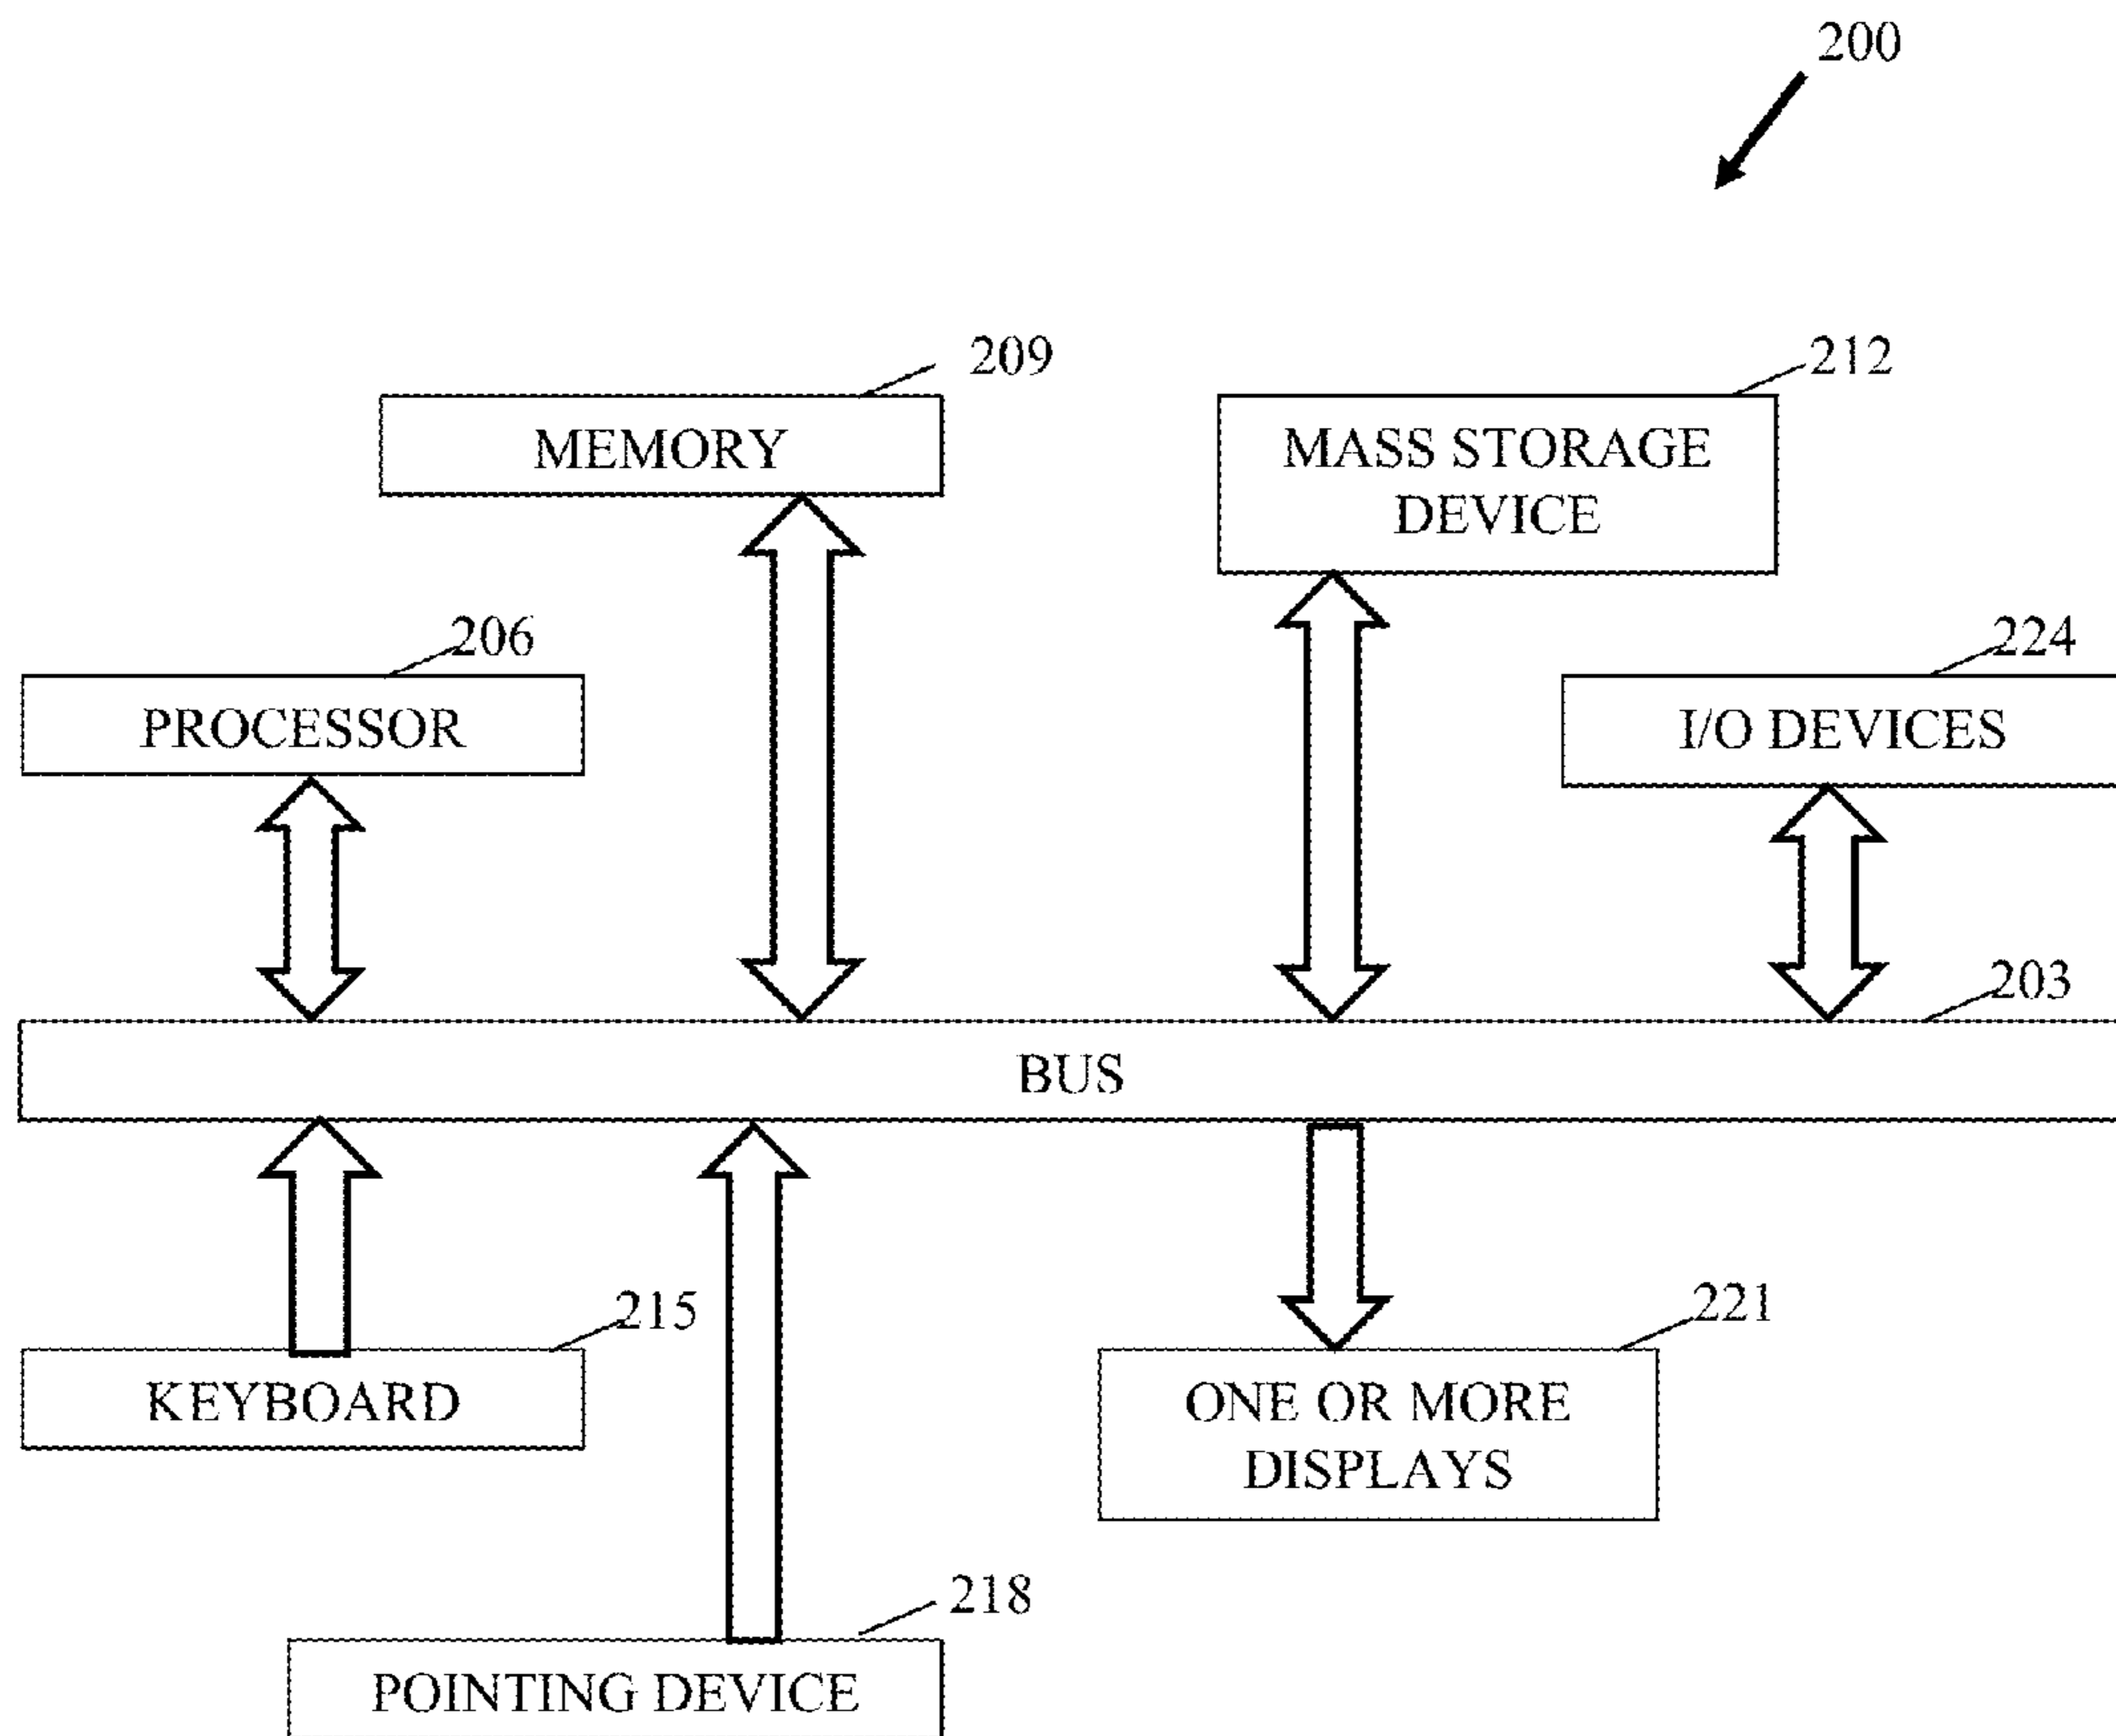 200
209
MEMORY
212
MASS STORAGE
DEVICE
206
PROCESSOR
224
I/O DEVICES
203
BUS
215
KEYBOARD
221
ONE OR MORE
DISPLAYS
218
POINTING DEVICE